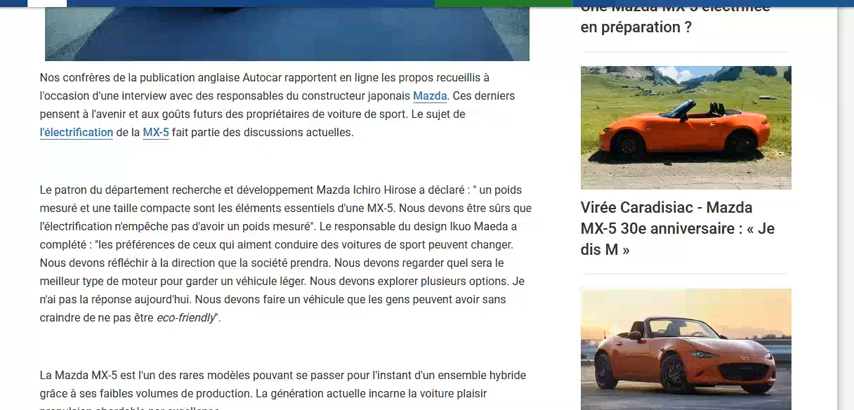 Nos confrères de la publication anglaise Autocar rapportent en ligne les propos recueillis à
l'occasion d'une interview avec des responsables du constructeur japonais Mazda. Ces derniers
pensent à l'avenir et aux goûts futurs des propriétaires de voiture de sport. Le sujet de
l'électrification de la MX-5 fait partie des discussions actuelles.
Le patron du département recherche et développement Mazda Ichiro Hirose a déclaré : " un poids
mesuré et une taille compacte sont les éléments essentiels d'une MX-5. Nous devons être sûrs que
l'électrification n'empêche pas d'avoir un poids mesuré". Le responsable du design Ikuo Maeda a
complété : "les préférences de ceux qui aiment conduire des voitures de sport peuvent changer.
Nous devons réfléchir à la direction que la société prendra. Nous devons regarder quel sera le
meilleur type de moteur pour garder un véhicule léger. Nous devons explorer plusieurs options. Je
n'ai pas la réponse aujourd'hui. Nous devons faire un véhicule que les gens peuvent avoir sans
craindre de ne pas être eco-friendly".
La Mazda MX-5 est l'un des rares modèles pouvant se passer pour l'instant d'un ensemble hybride
grâce à ses faibles volumes de production. La génération actuelle incarne la voiture plaisir
propulsion abordable par excellence.
Une Mazda MX-5 électrifiée
en préparation ?
Virée Caradisiac - Mazda
MX-5 30e anniversaire : « Je
dis M »